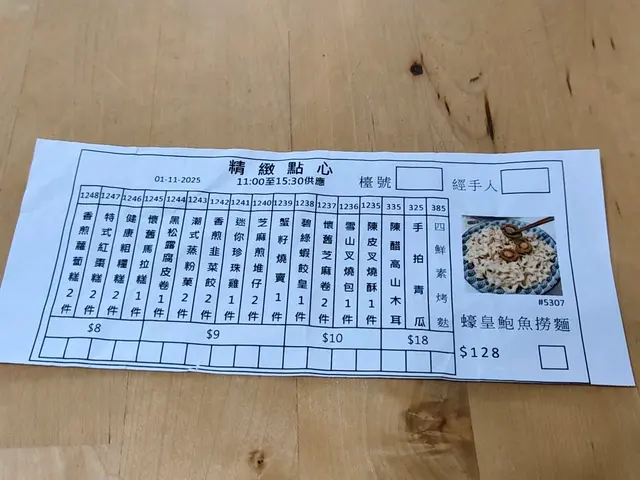 精緻點心
01-11-2025
11:00至15:30供應
檯號
經手人
1248 1247 1246 1245 1244 1243 1242 1241 1240 1239 1238 1237 1236 1235 335 325 385
香煎蘿蔔糕2件
特式紅棗糕2件
健康粗糧糕2件
懷舊馬拉糕1件
黑松露腐皮卷1件
潮式蒸粉菓2件
香煎韭菜餃2件
迷你珍珠雞1件
芝麻煎堆仔2件
蟹籽燒賣1件
碧綠蝦餃皇1件
懷舊芝麻卷2件
雪山叉燒包1件
陳皮叉燒酥1件
陳醋高山木耳
手拍青瓜
四鮮素烤麩
$8 $9 $10 $18
#5307
蠔皇鮑魚撈麵
$128